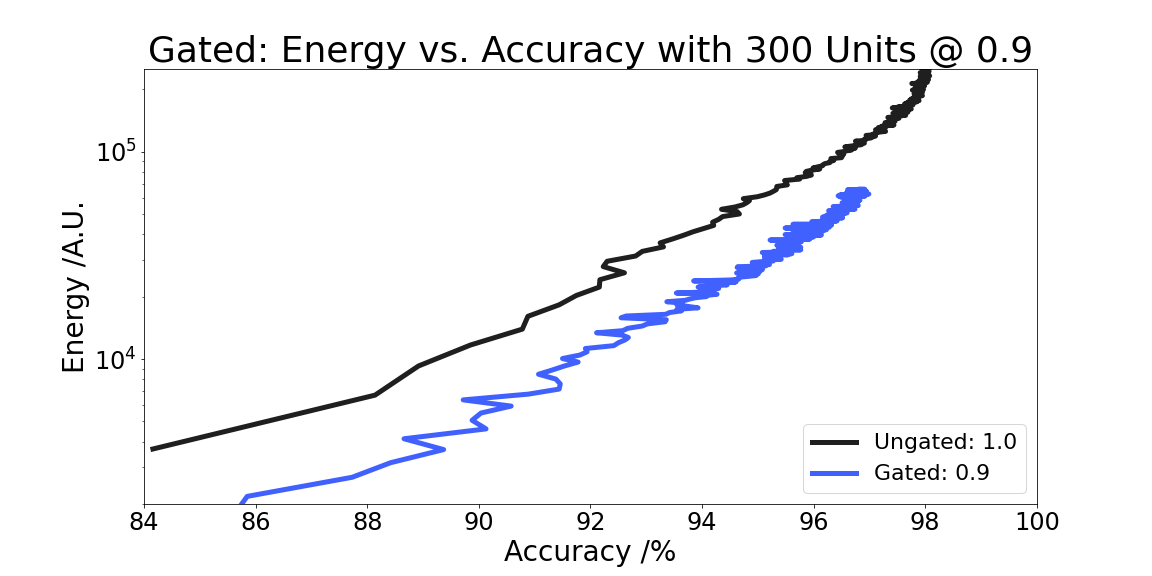 Gated: Energy vs. Accuracy with 300 Units @ 0.9
Energy /A.U.
10^5
10^4
Ungated: 1.0
Gated: 0.9
84 86 88 90 92 94 96 98 100
Accuracy /%